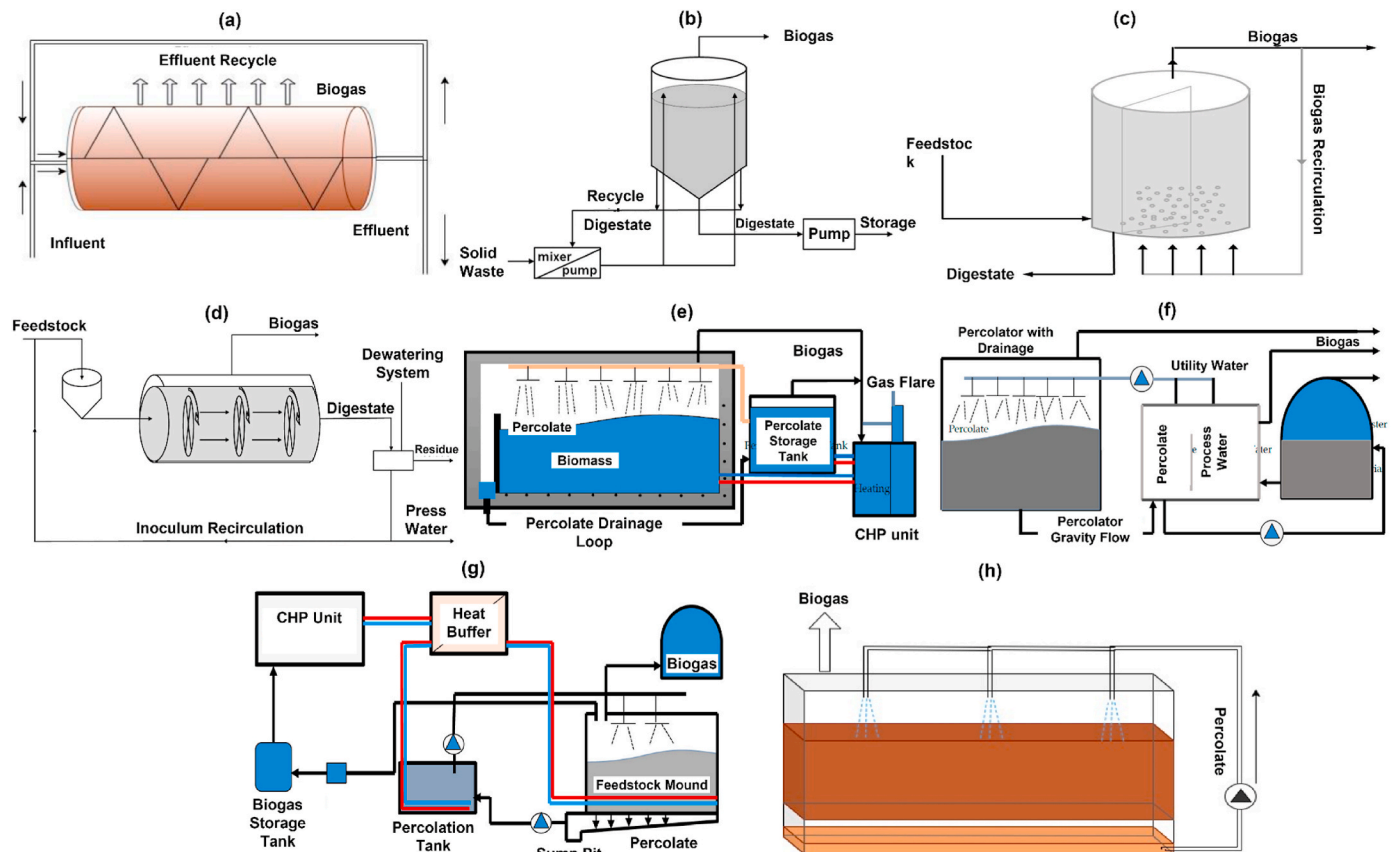 (a)
Effluent Recycle
Biogas
Influent
Effluent
(b)
Biogas
Recycle
Digestate
Digestate
Storage
Pump
Solid
Waste
mixer
pump
(c)
Biogas
Feedstoc
k
Biogas Recirculation
Digestate
(d)
Feedstock
Biogas
Dewatering
System
Digestate
Residue
Inoculum Recirculation
Press
Water
(e)
Biogas
Gas Flare
Percolate
Biomass
Percolate
Storage
Tank
Heating
Percolate Drainage
Loop
CHP unit
(f)
Percolator with
Drainage
Biogas
Utility Water
Percolate
Percolate
Process
Water
Percolator
Gravity Flow
(g)
CHP Unit
Heat
Buffer
Biogas
Feedstock Mound
Biogas
Storage
Tank
Percolation
Tank
Percolate
(h)
Biogas
Percolate